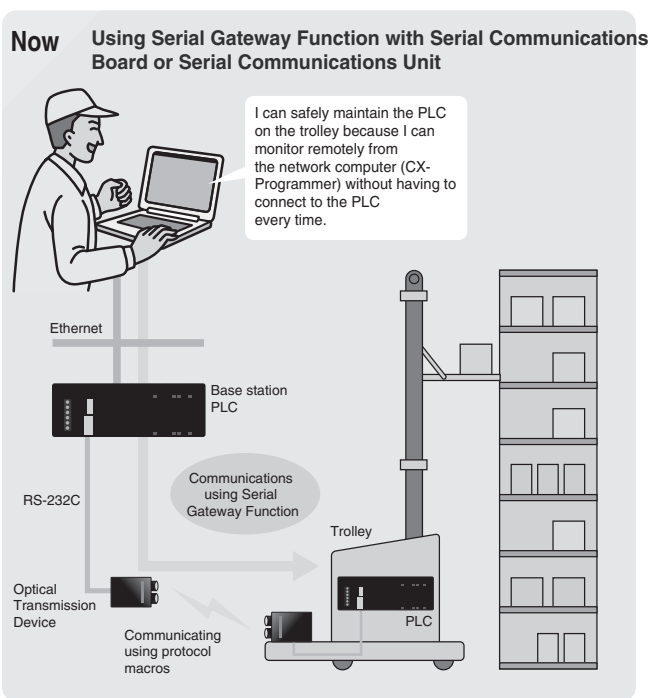 Now
Using Serial Gateway Function with Serial Communications
Board or Serial Communications Unit
I can safely maintain the PLC
on the trolley because I can
monitor remotely from
the network computer (CX-
Programmer) without having to
connect to the PLC
every time.
Ethernet
Base station
PLC
RS-232C
Communications
using Serial
Gateway Function
Trolley
PLC
Optical
Transmission
Device
Communicating
using protocol
macros